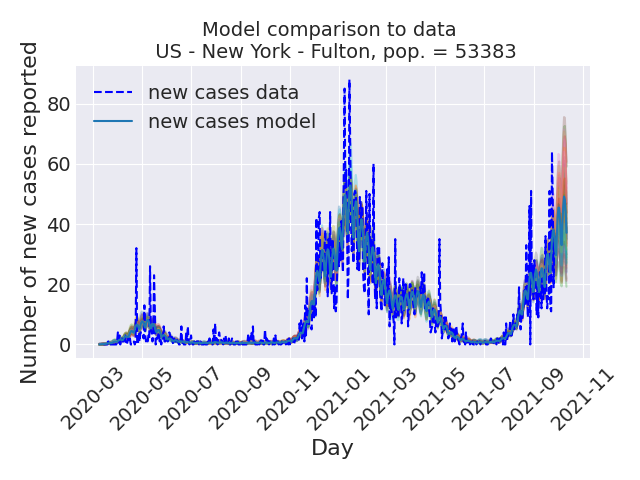 Model comparison to data
US - New York - Fulton, pop. = 53383
new cases data
new cases model
Number of new cases reported
80
60
40
20
0
2020-03
2020-05
2020-07
2020-09
2020-11
2021-01
2021-03
2021-05
2021-07
2021-09
2021-11
Day